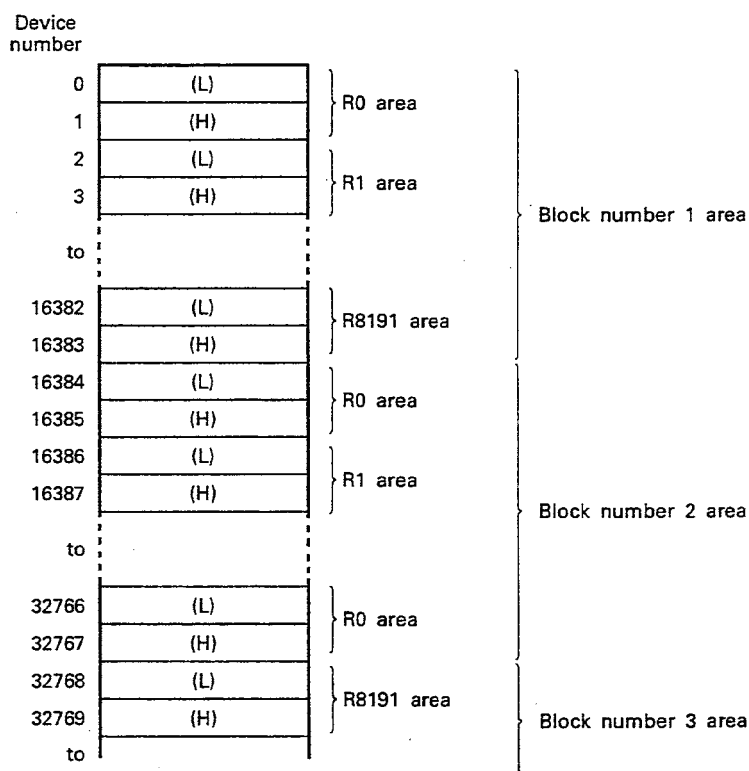 Device
number
0 (L)
R0 area
1 (H)
2 (L)
R1 area
3 (H)
Block number 1 area
to
16382 (L)
R8191 area
16383 (H)
16384 (L)
R0 area
16385 (H)
16386 (L)
R1 area
16387 (H)
Block number 2 area
to
32766 (L)
R0 area
32767 (H)
32768 (L)
R8191 area
32769 (H)
Block number 3 area
to